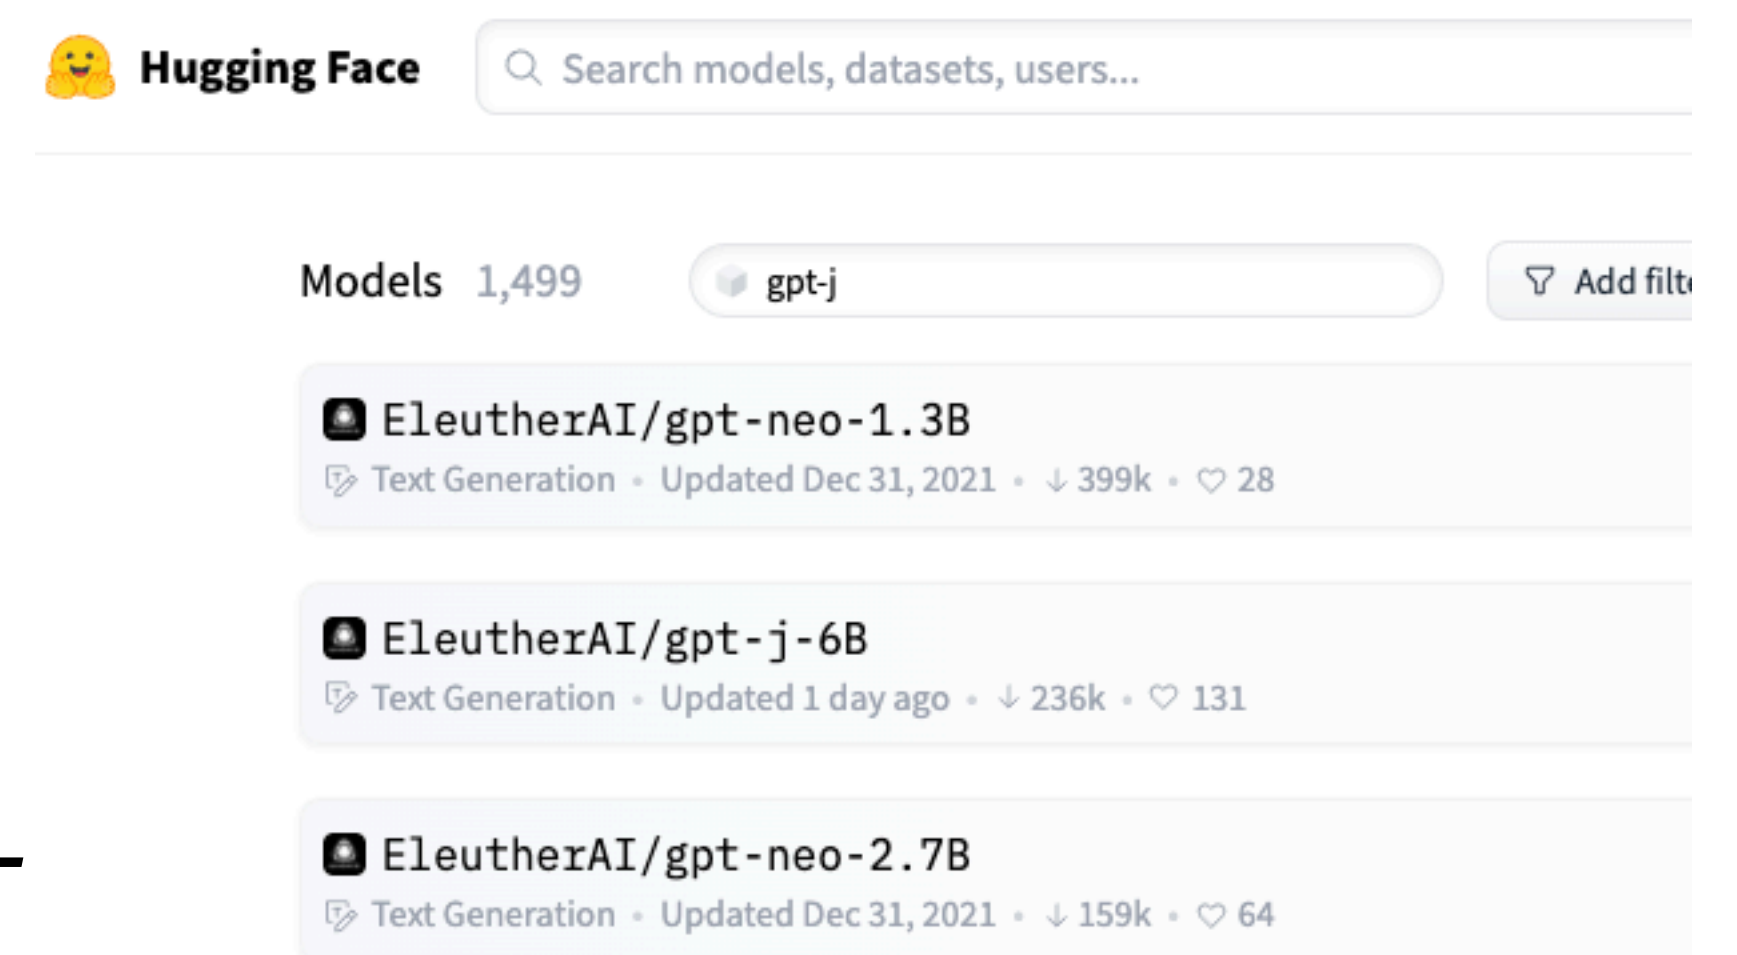 Hugging Face
Search models, datasets, users...
Models 1,499
gpt-j
Add filte
EleutherAI/gpt-neo-1.3B
Text Generation • Updated Dec 31, 2021 • ↓ 399k • ♡ 28
EleutherAI/gpt-j-6B
Text Generation • Updated 1 day ago • ↓ 236k • ♡ 131
EleutherAI/gpt-neo-2.7B
Text Generation • Updated Dec 31, 2021 • ↓ 159k • ♡ 64